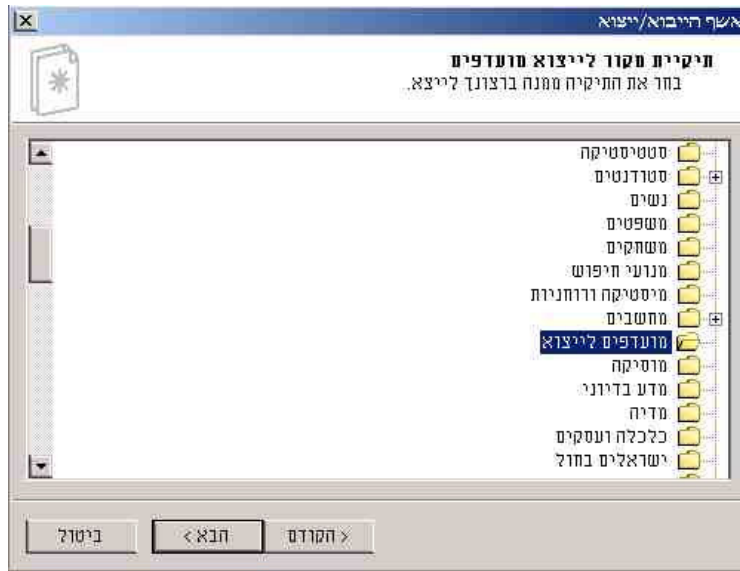 אשף הייבוא/ייצוא
תיקיית מקור לייצוא מועדפים
בחר את התיקיה ממנה ברצונך לייצא.
סטטיסטיקה
סטודנטים
נשים
משפטים
משחקים
מנועי חיפוש
מיסטיקה ורוחניות
מחשבים
מועדפים לייצוא
מוסיקה
מדע בדיוני
מדיה
כלכלה ועסקים
ישראלים בחול
< הקודם
הבא >
ביטול